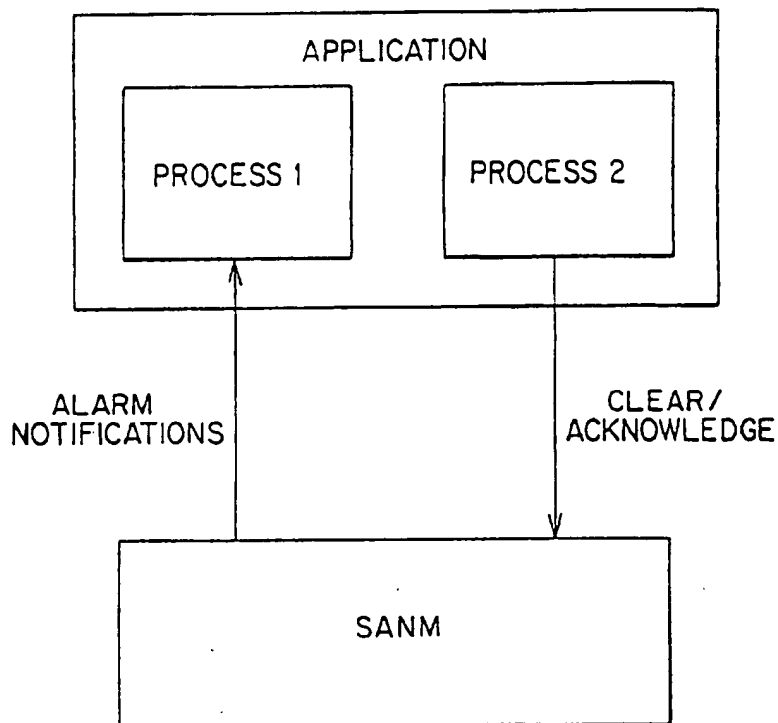 APPLICATION
PROCESS 1
PROCESS 2
ALARM
NOTIFICATIONS
CLEAR/
ACKNOWLEDGE
SANM